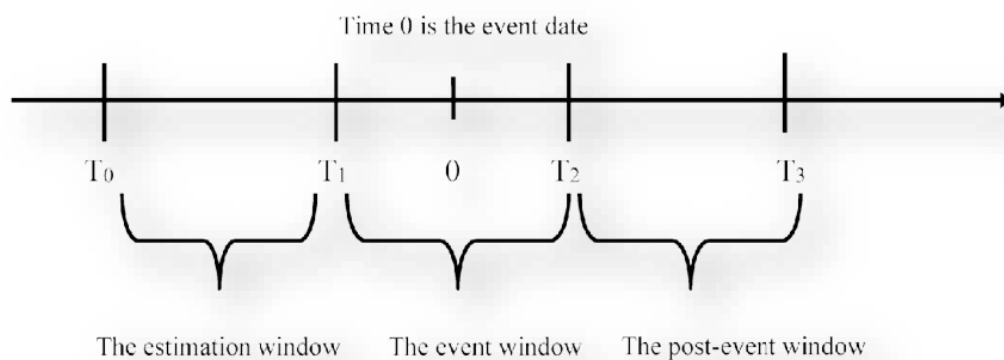 Time 0 is the event date
T0 T1 0 T2 T3
The estimation window The event window The post-event window